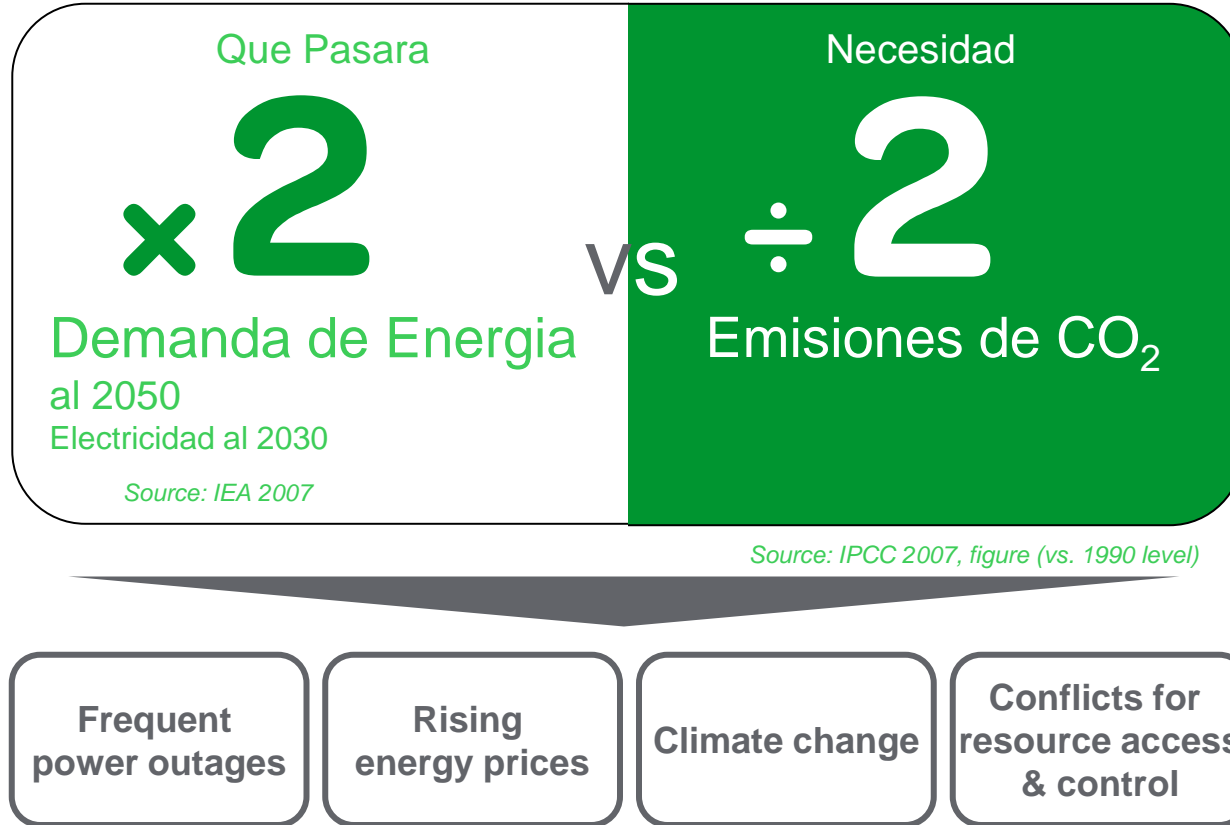 Que Pasara
×2
Demanda de Energia
al 2050
Electricidad al 2030
Source: IEA 2007
vs
Necesidad
÷2
Emisiones de CO₂
Source: IPCC 2007, figure (vs. 1990 level)
Frequent
power outages
Rising
energy prices
Climate change
Conflicts for
resource access
& control